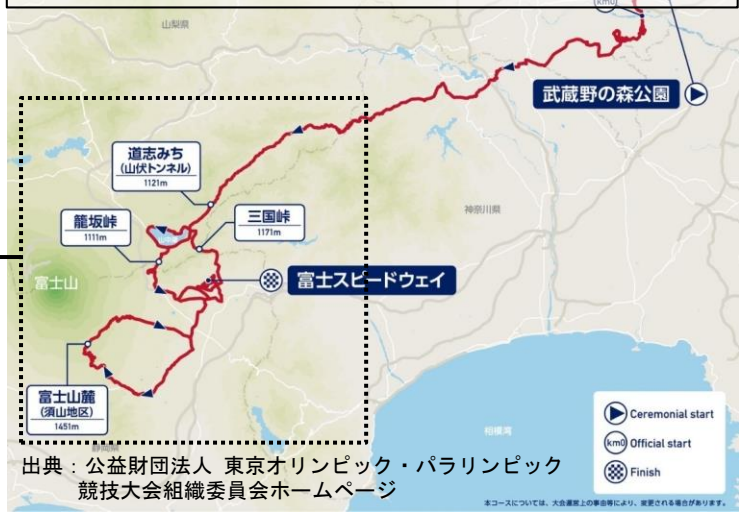 山梨県
(km0)
武蔵野の森公園
道志みち
(山伏トンネル)
1121m
籠坂峠
1111m
三国峠
1171m
神奈川県
富士山
富士スピードウェイ
富士山麓
(須山地区)
1451m
静岡県
相模湾
Ceremonial start
km0 Official start
Finish
出典：公益財団法人 東京オリンピック・パラリンピック
競技大会組織委員会ホームページ
本コースについては、大会運営上の事由等により、変更される場合があります。